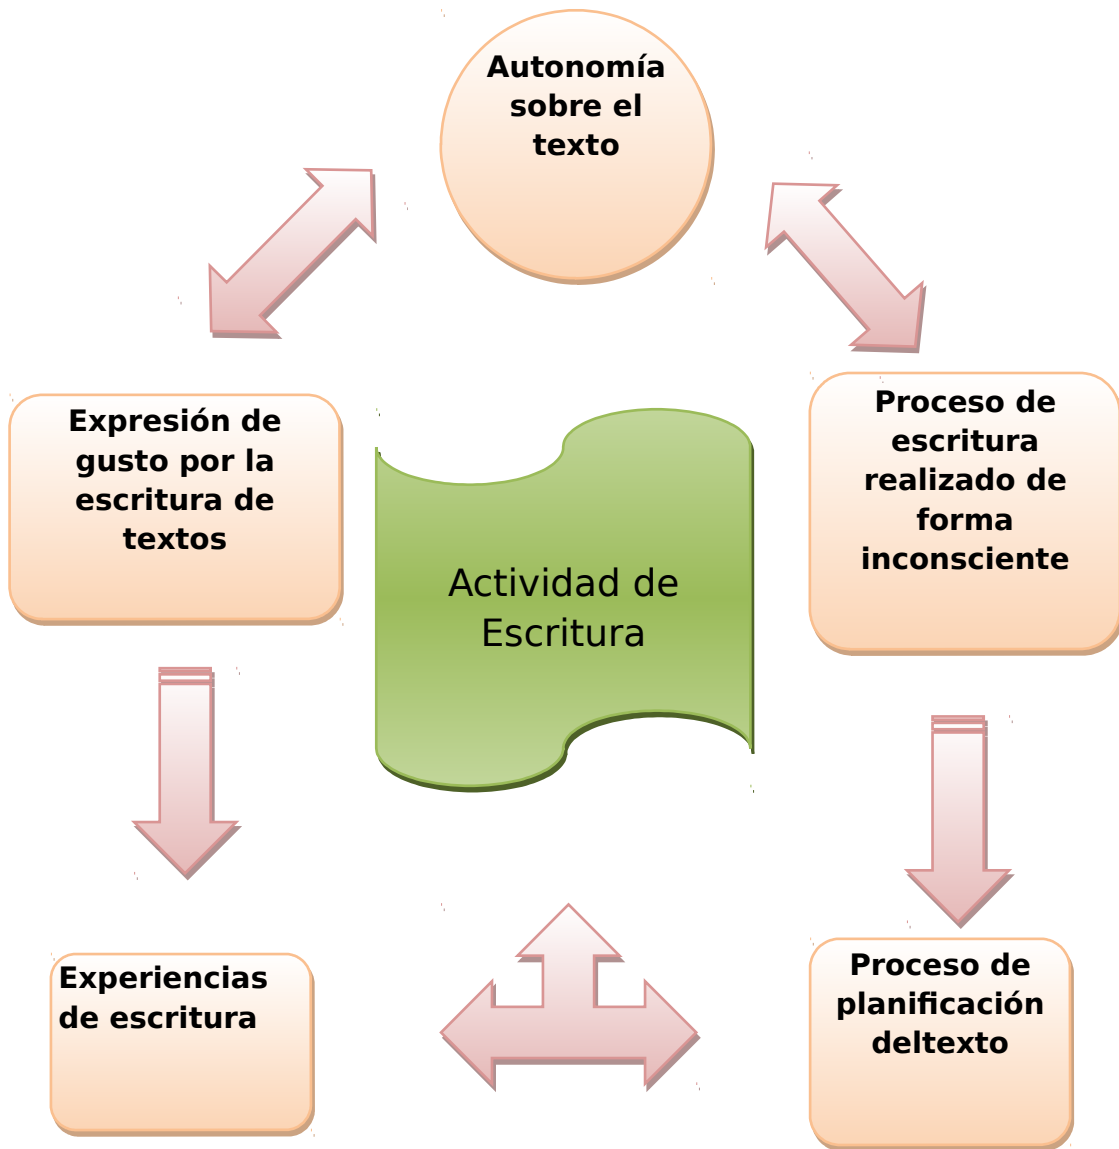 Autonomía
sobre el
texto
Expresión de
gusto por la
escritura de
textos
Proceso de
escritura
realizado de
forma
inconsciente
Actividad de
Escritura
Experiencias
de escritura
Proceso de
planificación
deltexto